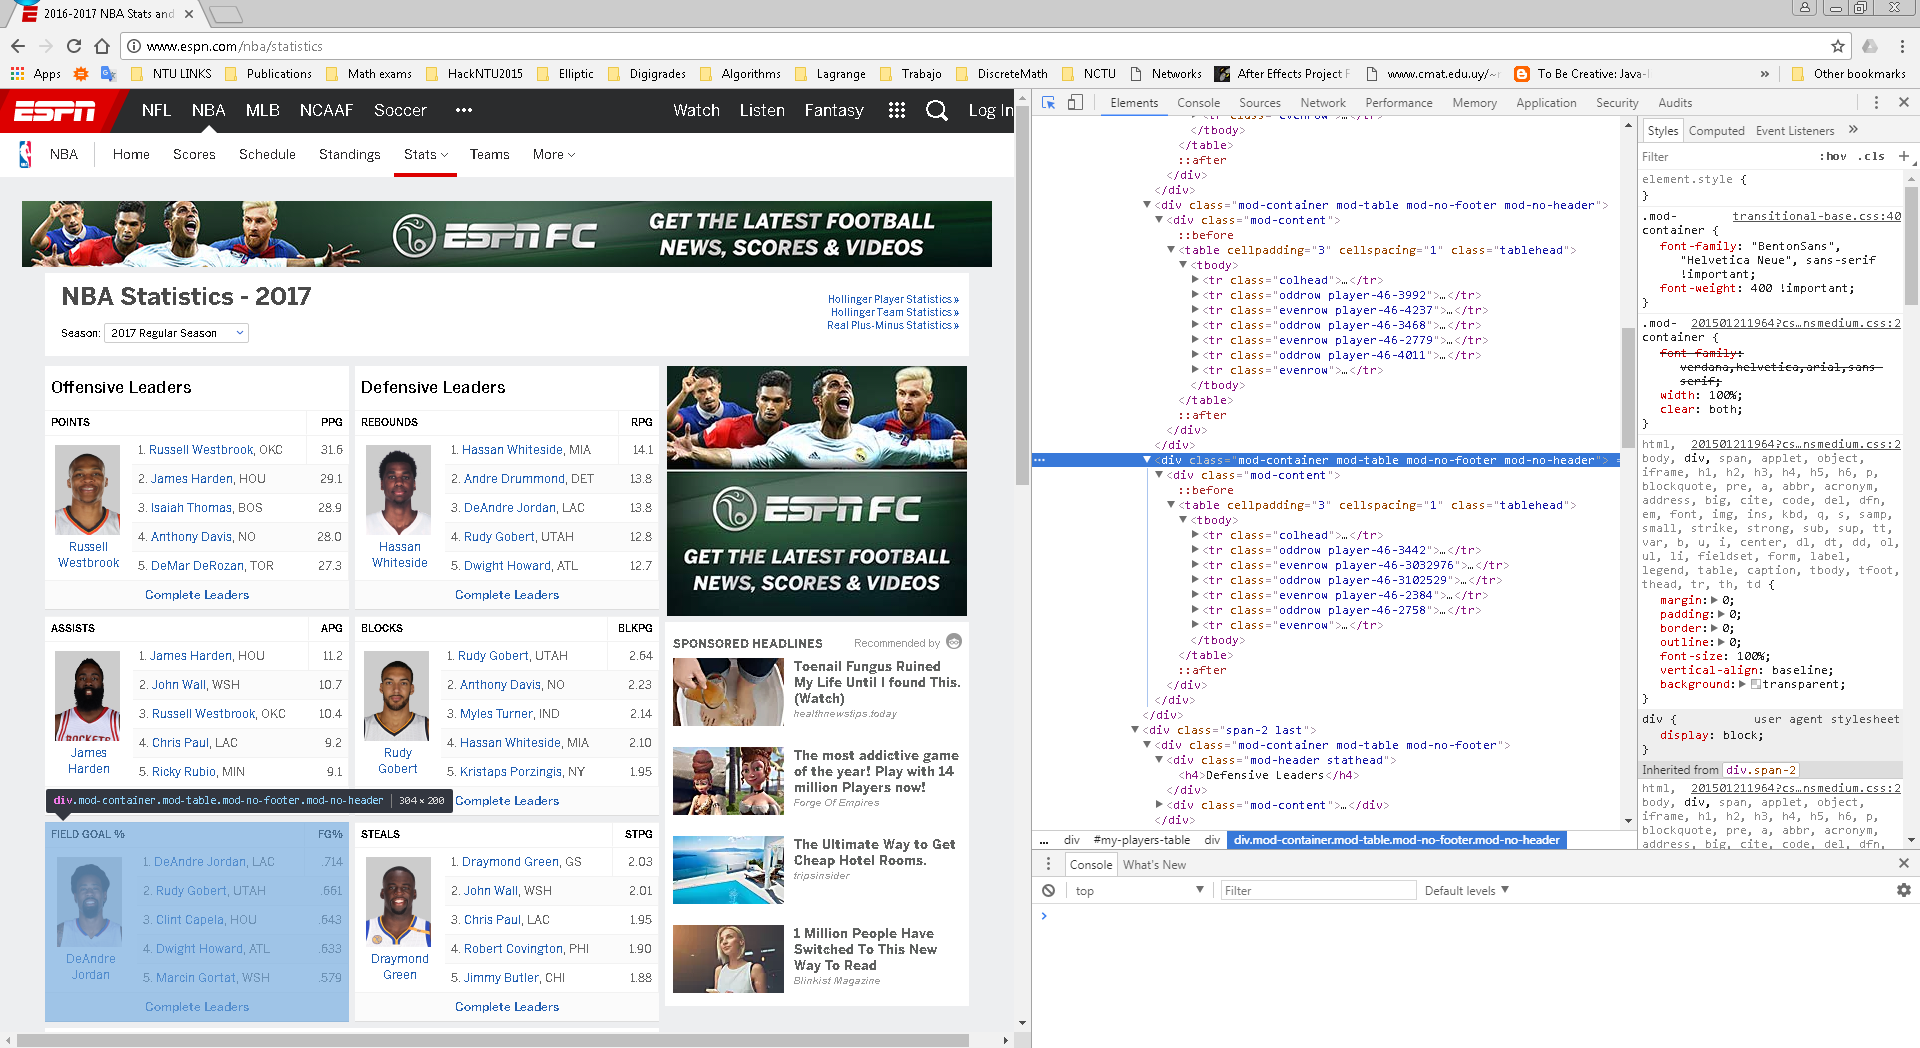 2016-2017 NBA Stats and
www.espn.com/nba/statistics
Apps NTU LINKS Publications Math exams HackNTU2015 Elliptic Digigrades Algorithms Lagrange Trabajo DiscreteMath NCTU Networks After Effects Project F www.cmat.edu.uy/~ To Be Creative: Java-I » Other bookmarks
ESPN NFL NBA MLB NCAAF Soccer ••• Watch Listen Fantasy Log In
NBA Home Scores Schedule Standings Stats Teams More
ESPN FC GET THE LATEST FOOTBALL
NEWS, SCORES & VIDEOS
NBA Statistics - 2017
Hollinger Player Statistics »
Hollinger Team Statistics »
Real Plus-Minus Statistics »
Season: 2017 Regular Season
Offensive Leaders
POINTS PPG
1. Russell Westbrook, OKC 31.6
2. James Harden, HOU 29.1
3. Isaiah Thomas, BOS 28.9
4. Anthony Davis, NO 28.0
5. DeMar DeRozan, TOR 27.3
Russell
Westbrook
Complete Leaders
ASSISTS APG
1. James Harden, HOU 11.2
2. John Wall, WSH 10.7
3. Russell Westbrook, OKC 10.4
4. Chris Paul, LAC 9.2
5. Ricky Rubio, MIN 9.1
ROCKETS
James
Harden
div.mod-container.mod-table.mod-no-footer.mod-no-header | 304 × 200
FIELD GOAL % FG%
1. DeAndre Jordan, LAC .714
2. Rudy Gobert, UTAH .661
3. Clint Capela, HOU .643
4. Dwight Howard, ATL .633
5. Marcin Gortat, WSH .579
DeAndre
Jordan
Complete Leaders
Defensive Leaders
REBOUNDS RPG
1. Hassan Whiteside, MIA 14.1
2. Andre Drummond, DET 13.8
3. DeAndre Jordan, LAC 13.8
4. Rudy Gobert, UTAH 12.8
5. Dwight Howard, ATL 12.7
Hassan
Whiteside
Complete Leaders
BLOCKS BLKPG
1. Rudy Gobert, UTAH 2.64
2. Anthony Davis, NO 2.23
3. Myles Turner, IND 2.14
4. Hassan Whiteside, MIA 2.10
5. Kristaps Porzingis, NY 1.95
Rudy
Gobert
Complete Leaders
STEALS STPG
1. Draymond Green, GS 2.03
2. John Wall, WSH 2.01
3. Chris Paul, LAC 1.95
4. Robert Covington, PHI 1.90
5. Jimmy Butler, CHI 1.88
Draymond
Green
Complete Leaders
ESPN FC
GET THE LATEST FOOTBALL
NEWS, SCORES & VIDEOS
SPONSORED HEADLINES Recommended by
Toenail Fungus Ruined
My Life Until I found This.
(Watch)
healthnewstips.today
The most addictive game
of the year! Play with 14
million Players now!
Forge Of Empires
The Ultimate Way to Get
Cheap Hotel Rooms.
tripsinsider
1 Million People Have
Switched To This New
Way To Read
Blinkist Magazine
Elements Console Sources Network Performance Memory Application Security Audits
<tr class="evenrow">…</tr>
</tbody>
</table>
::after
</div>
</div>
<div class="mod-container mod-table mod-no-footer mod-no-header">
<div class="mod-content">
::before
<table cellpadding="3" cellspacing="1" class="tablehead">
<tbody>
<tr class="colhead">…</tr>
<tr class="oddrow player-46-3992">…</tr>
<tr class="evenrow player-46-4237">…</tr>
<tr class="oddrow player-46-3468">…</tr>
<tr class="evenrow player-46-2779">…</tr>
<tr class="oddrow player-46-4011">…</tr>
<tr class="evenrow">…</tr>
</tbody>
</table>
::after
</div>
</div>
… <div class="mod-container mod-table mod-no-footer mod-no-header"> =
<div class="mod-content">
::before
<table cellpadding="3" cellspacing="1" class="tablehead">
<tbody>
<tr class="colhead">…</tr>
<tr class="oddrow player-46-3442">…</tr>
<tr class="evenrow player-46-3032976">…</tr>
<tr class="oddrow player-46-3102529">…</tr>
<tr class="evenrow player-46-2384">…</tr>
<tr class="oddrow player-46-2758">…</tr>
<tr class="evenrow">…</tr>
</tbody>
</table>
::after
</div>
</div>
</div>
<div class="span-2 last">
<div class="mod-container mod-table mod-no-footer">
<div class="mod-header stathead">
<h4>Defensive Leaders</h4>
</div>
<div class="mod-content">…</div>
</div>
... div #my-players-table div div.mod-container.mod-table.mod-no-footer.mod-no-header
Styles Computed Event Listeners »
Filter :hov .cls +
element.style {
}
.mod- transitional-base.css:40
container {
font-family: "BentonSans",
"Helvetica Neue", sans-serif
!important;
font-weight: 400 !important;
}
.mod- 201501211964?cs…nsmedium.css:2
container {
font-family:
verdana,helvetica,arial,sans-
serif;
width: 100%;
clear: both;
}
html, 201501211964?cs…nsmedium.css:2
body, div, span, applet, object,
iframe, h1, h2, h3, h4, h5, h6, p,
blockquote, pre, a, abbr, acronym,
address, big, cite, code, del, dfn,
em, font, img, ins, kbd, q, s, samp,
small, strike, strong, sub, sup, tt,
var, b, u, i, center, dl, dt, dd, ol,
ul, li, fieldset, form, label,
legend, table, caption, tbody, tfoot,
thead, tr, th, td {
margin: 0;
padding: 0;
border: 0;
outline: 0;
font-size: 100%;
vertical-align: baseline;
background: transparent;
}
div { user agent stylesheet
display: block;
}
Inherited from div.span-2
html, 201501211964?cs…nsmedium.css:2
body, div, span, applet, object,
iframe, h1, h2, h3, h4, h5, h6, p,
blockquote, pre, a, abbr, acronym,
address, big, cite, code, del, dfn,
Console What's New
top Filter Default levels